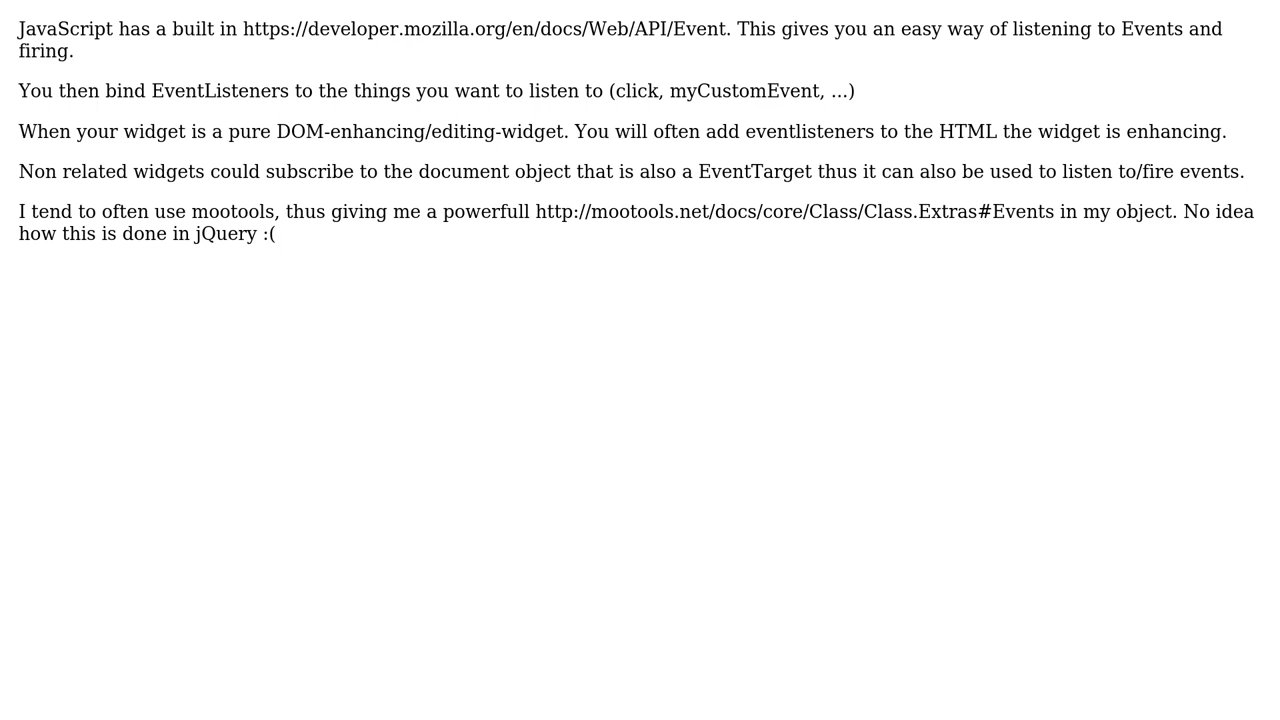 JavaScript has a built in https://developer.mozilla.org/en/docs/Web/API/Event. This gives you an easy way of listening to Events and
firing.
You then bind EventListeners to the things you want to listen to (click, myCustomEvent, ...)
When your widget is a pure DOM-enhancing/editing-widget. You will often add eventlisteners to the HTML the widget is enhancing.
Non related widgets could subscribe to the document object that is also a EventTarget thus it can also be used to listen to/fire events.
I tend to often use mootools, thus giving me a powerfull http://mootools.net/docs/core/Class/Class.Extras#Events in my object. No idea
how this is done in jQuery :(